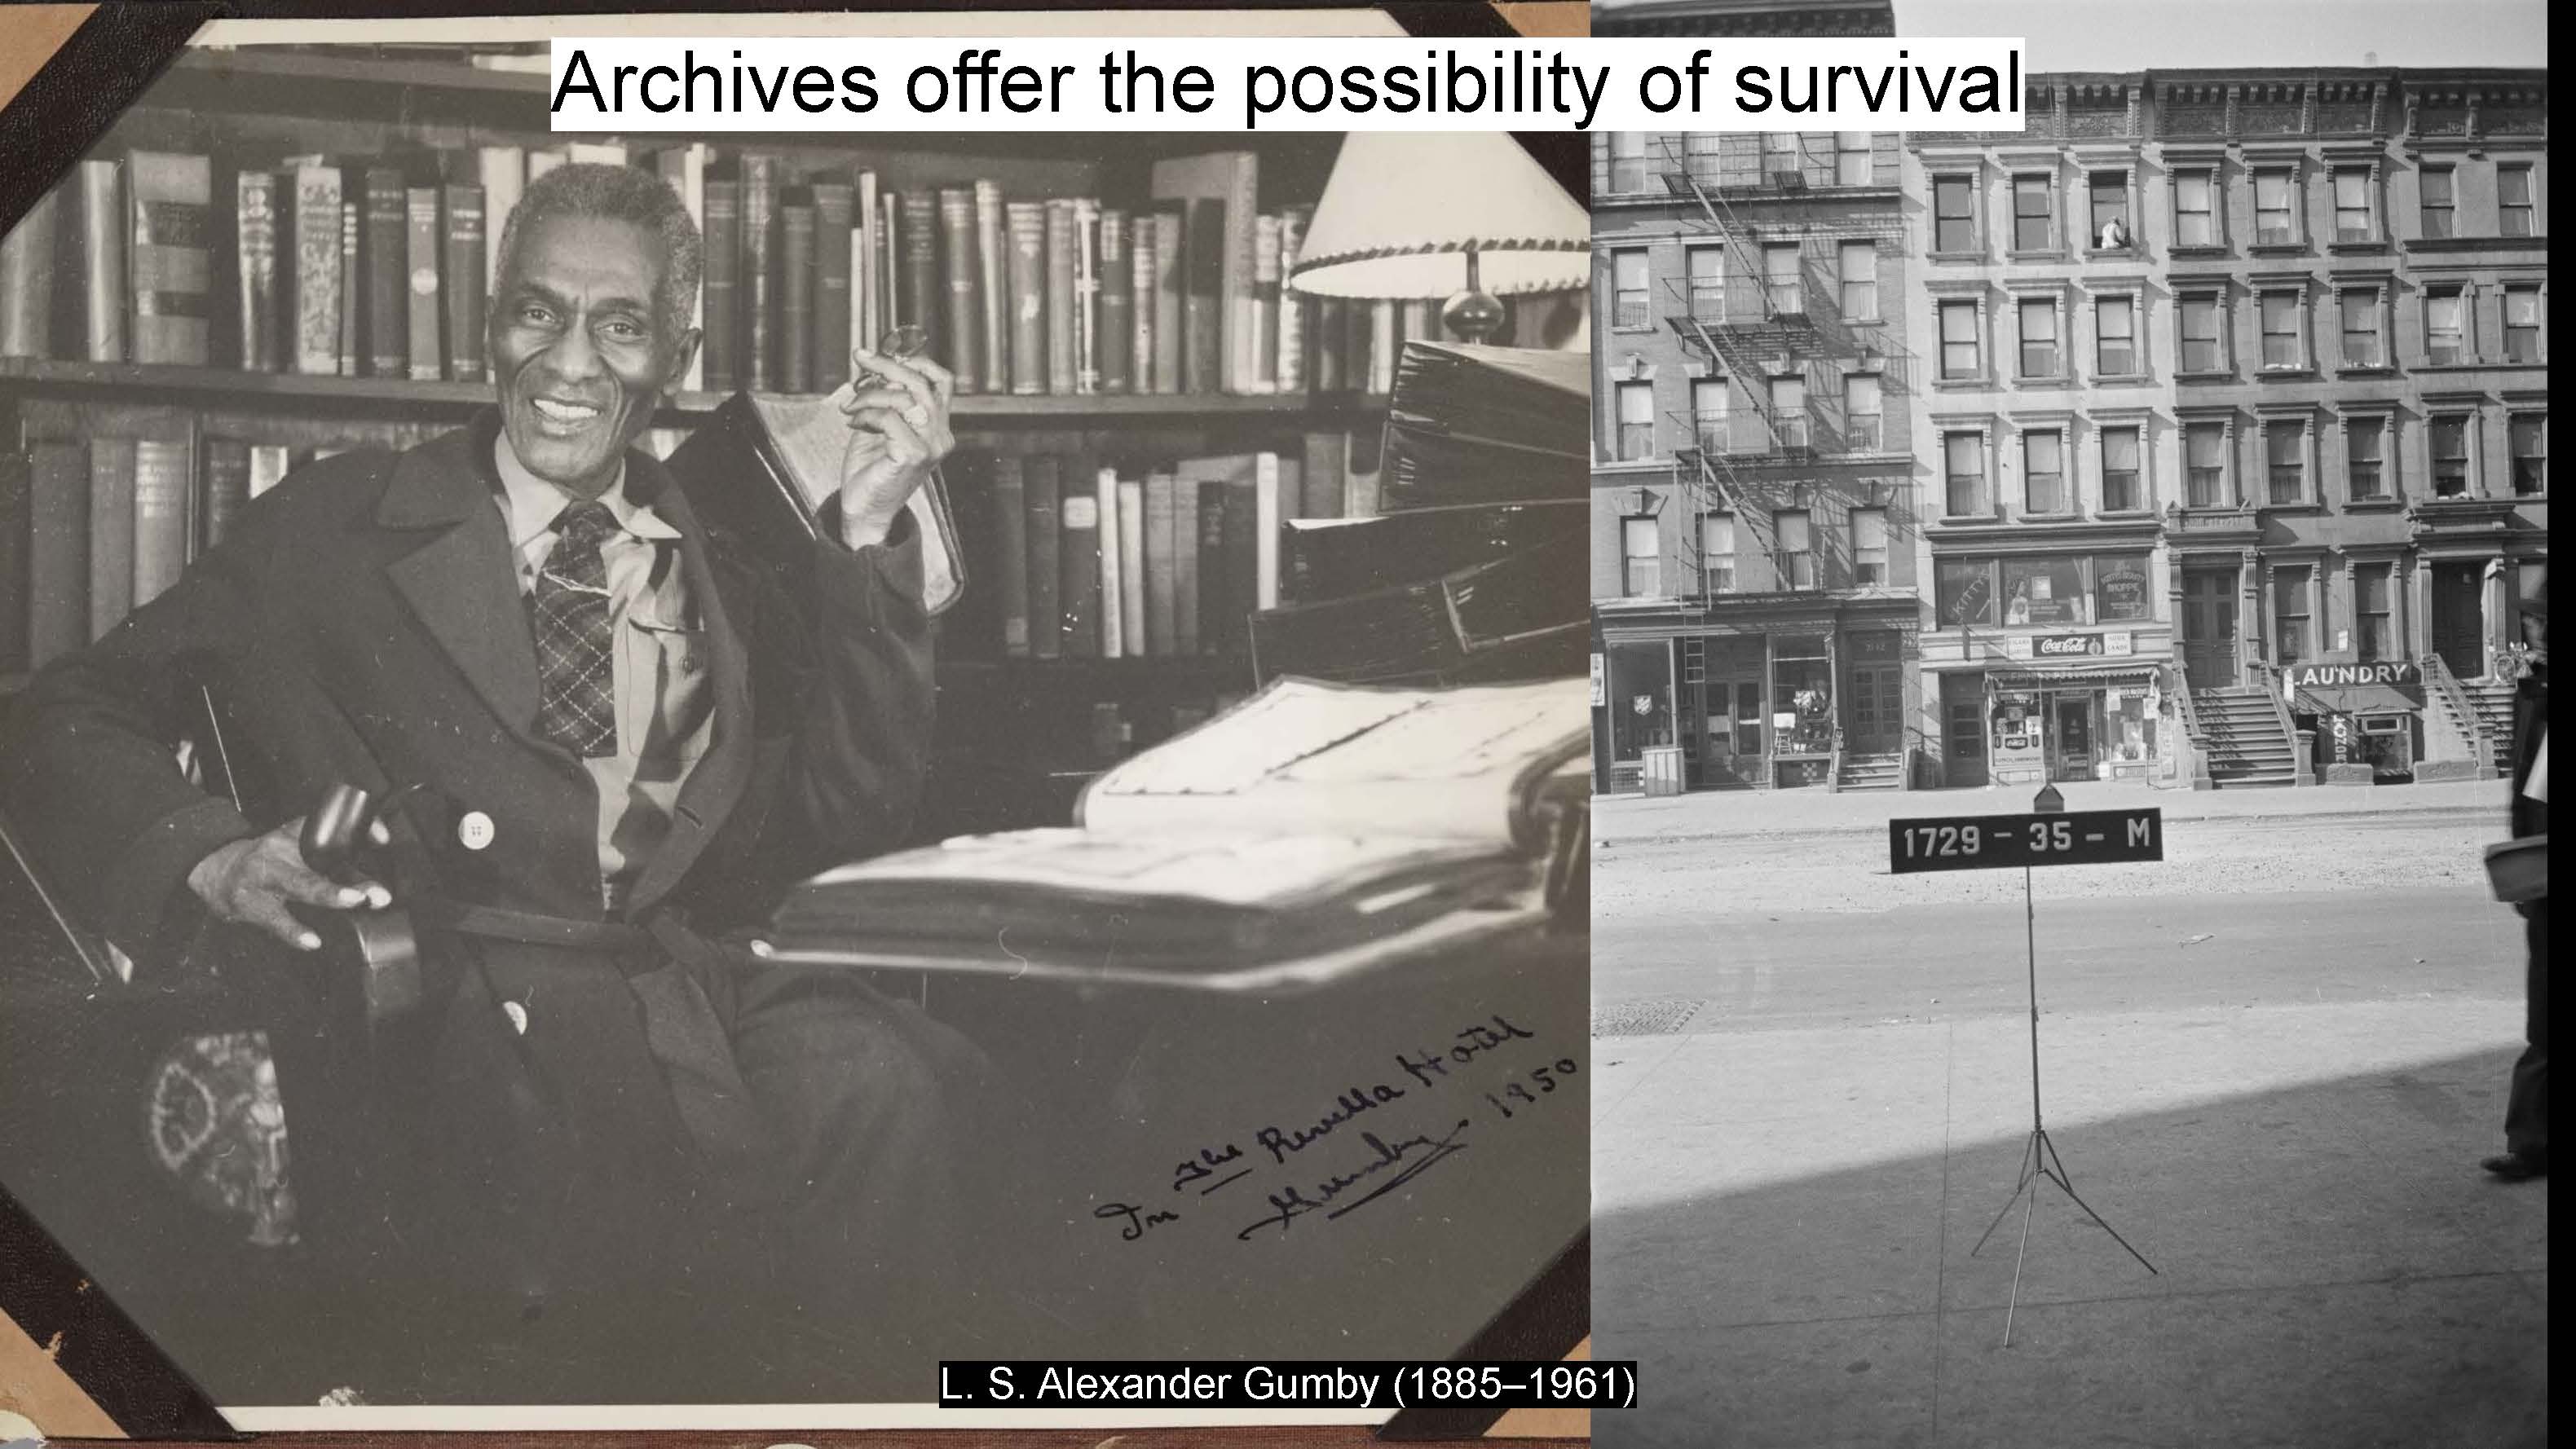 Archives offer the possibility of survival
KITTY'S
Coca-Cola
LAUNDRY
1729 - 35 - M
In The Revella Hotel
Gumby - 1950
L. S. Alexander Gumby (1885–1961)